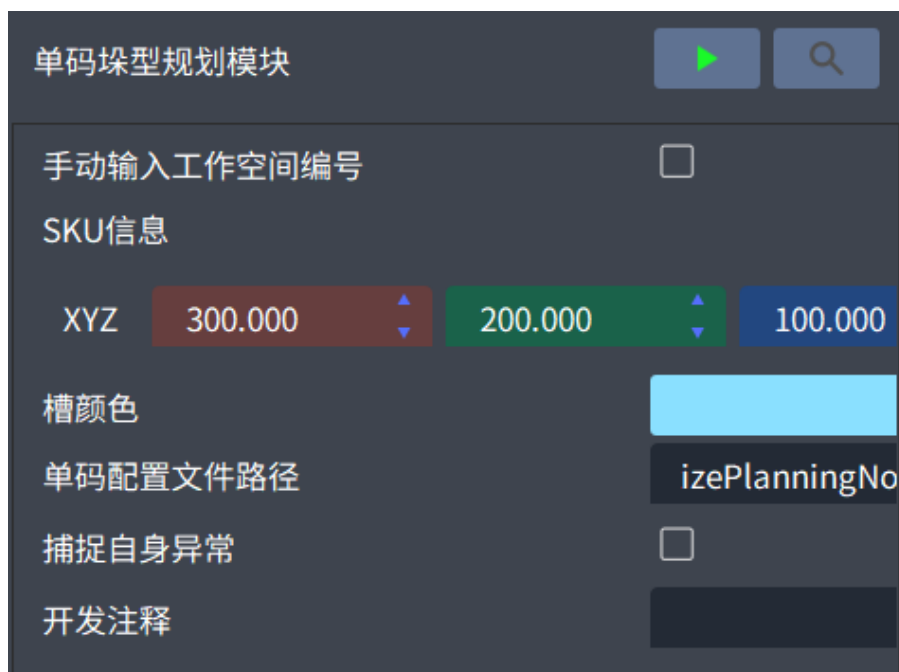 单码垛型规划模块
手动输入工作空间编号
SKU信息
XYZ 300.000 200.000 100.000
槽颜色
单码配置文件路径 izePlanningNo
捕捉自身异常
开发注释